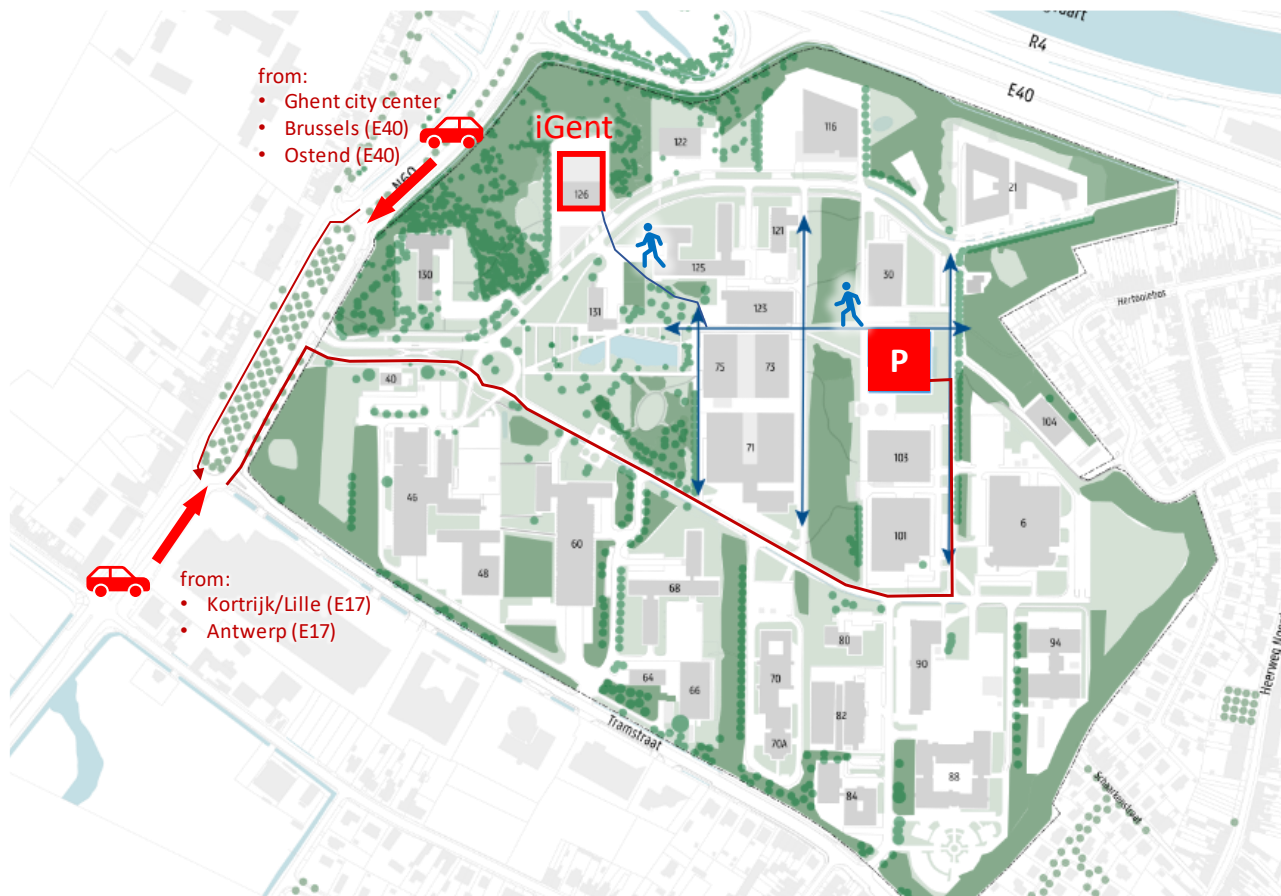 R4
E40
from:
• Ghent city center
• Brussels (E40)
• Ostend (E40)
N60
iGent
126
122
116
21
121
130
125
30
131
123
Hertooiebos
75
73
P
40
104
71
103
46
6
101
60
48
68
from:
• Kortrijk/Lille (E17)
• Antwerp (E17)
80
94
90
64
70
66
82
Tramstraat
70A
88
84